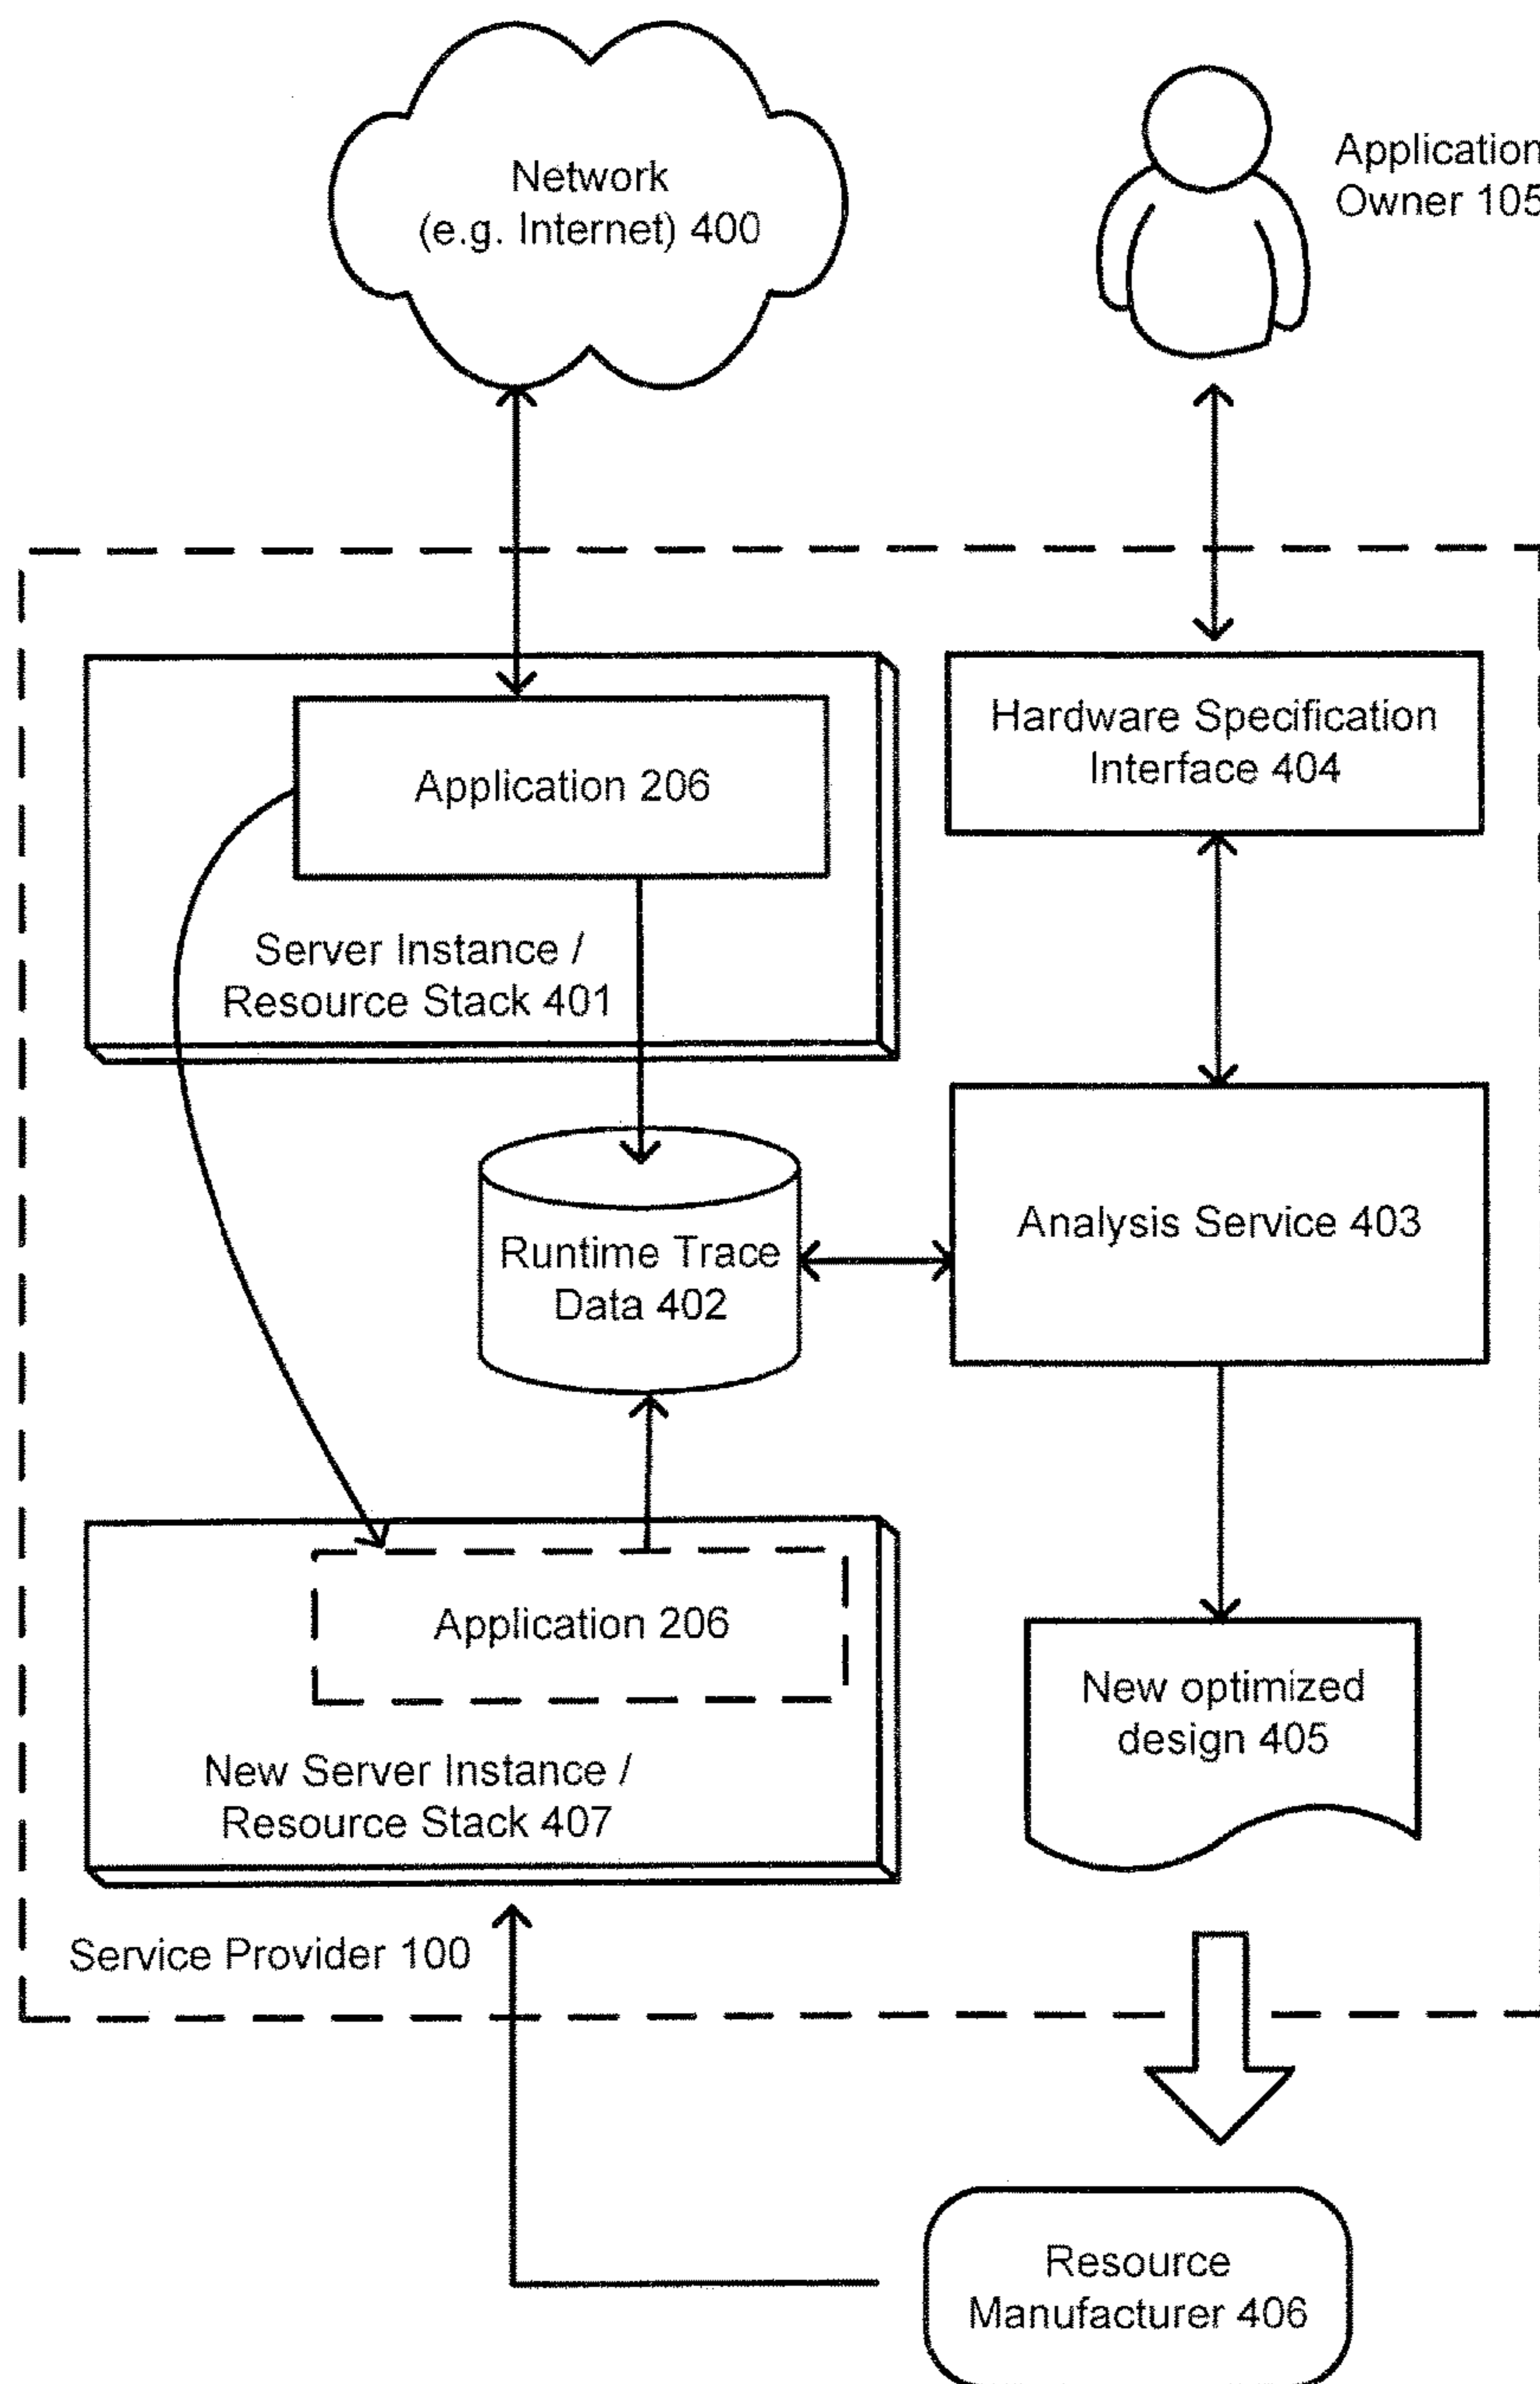 Network
(e.g. Internet) 400
Application
Owner 105
Application 206
Hardware Specification
Interface 404
Server Instance /
Resource Stack 401
Runtime Trace
Data 402
Analysis Service 403
Application 206
New Server Instance /
Resource Stack 407
New optimized
design 405
Service Provider 100
Resource
Manufacturer 406